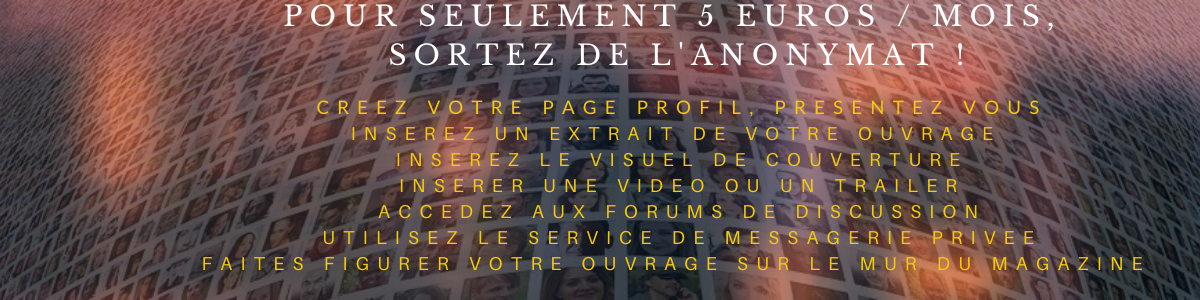 POUR SEULEMENT 5 EUROS / MOIS,
SORTEZ DE L'ANONYMAT !
CREEZ VOTRE PAGE PROFIL, PRESENTEZ VOUS
INSEREZ UN EXTRAIT DE VOTRE OUVRAGE
INSEREZ LE VISUEL DE COUVERTURE
INSERER UNE VIDEO OU UN TRAILER
ACCEDEZ AUX FORUMS DE DISCUSSION
UTILISEZ LE SERVICE DE MESSAGERIE PRIVEE
FAITES FIGURER VOTRE OUVRAGE SUR LE MUR DU MAGAZINE